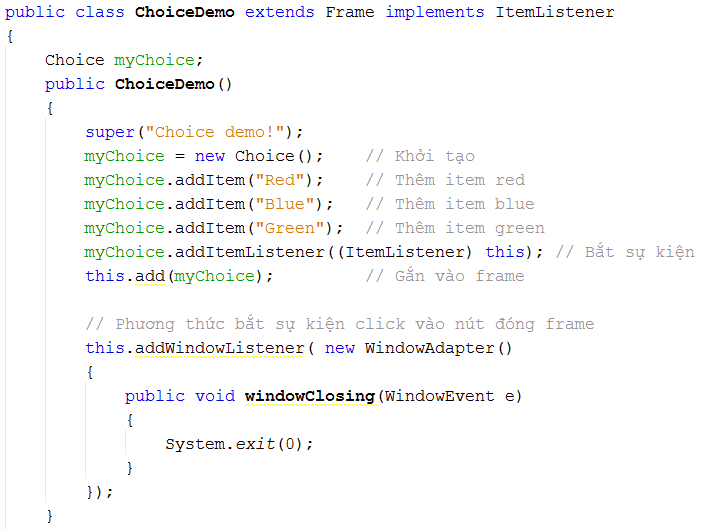 public class ChoiceDemo extends Frame implements ItemListener
{
    Choice myChoice;
    public ChoiceDemo()
    {
        super("Choice demo!");
        myChoice = new Choice();    // Khởi tạo
        myChoice.addItem("Red");    // Thêm item red
        myChoice.addItem("Blue");   // Thêm item blue
        myChoice.addItem("Green");  // Thêm item green
        myChoice.addItemListener((ItemListener) this); // Bắt sự kiện
        this.add(myChoice);         // Gắn vào frame

        // Phương thức bắt sự kiện click vào nút đóng frame
        this.addWindowListener( new WindowAdapter()
        {
            public void windowClosing(WindowEvent e)
            {
                System.exit(0);
            }
        });
    }